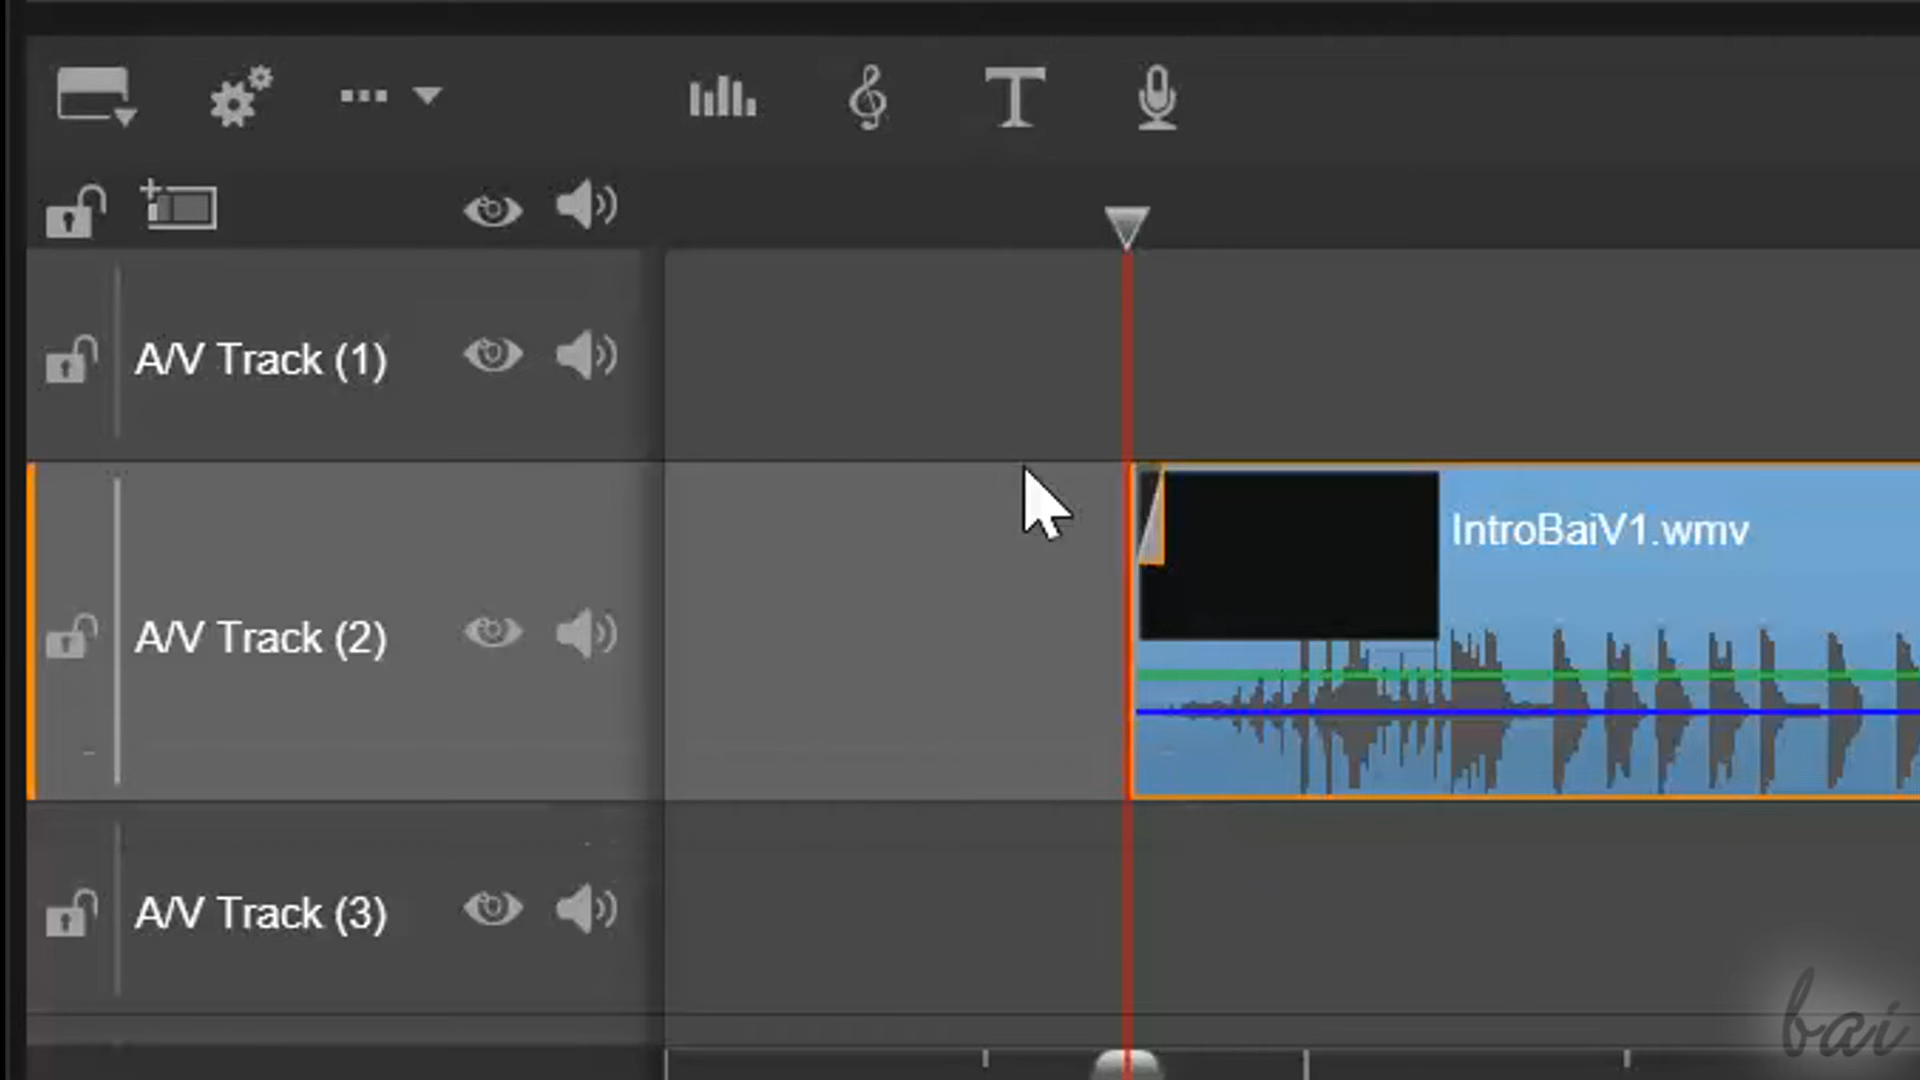 A/V Track (1)
A/V Track (2)
IntroBaiV1.wmv
A/V Track (3)
bai